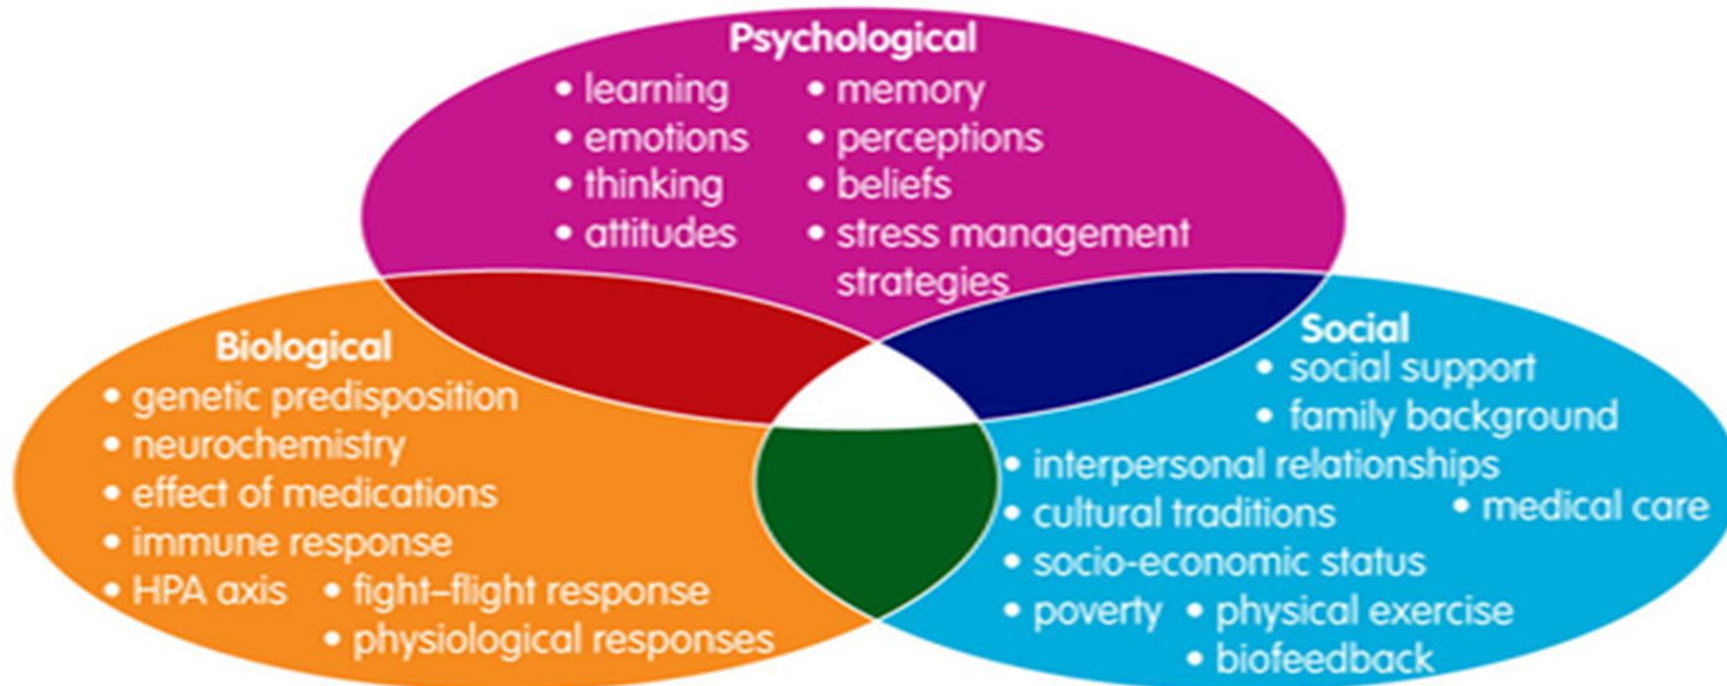 Psychological
• learning
• emotions
• thinking
• attitudes
• memory
• perceptions
• beliefs
• stress management
strategies
Biological
• genetic predisposition
• neurochemistry
• effect of medications
• immune response
• HPA axis • fight–flight response
• physiological responses
Social
• social support
• family background
• interpersonal relationships
• cultural traditions
• medical care
• socio-economic status
• poverty • physical exercise
• biofeedback